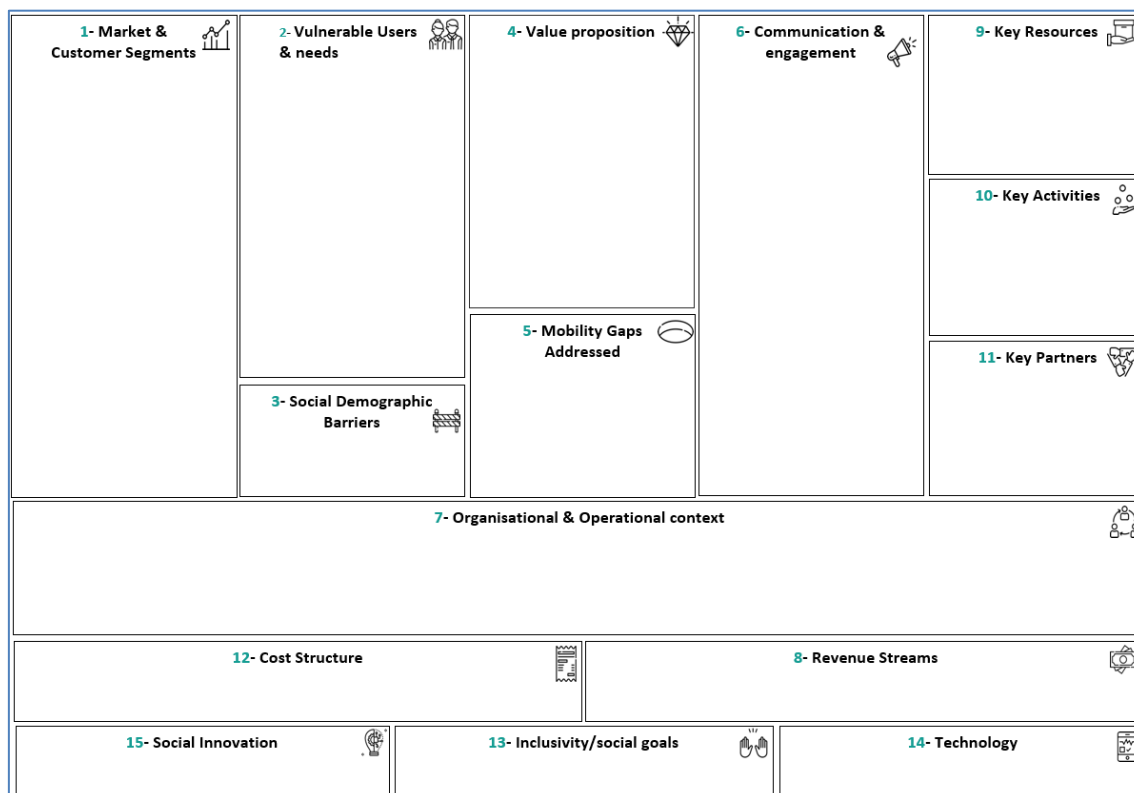 1- Market &
Customer Segments
2- Vulnerable Users
& needs
4- Value proposition
6- Communication &
engagement
9- Key Resources
10- Key Activities
5- Mobility Gaps
Addressed
11- Key Partners
3- Social Demographic
Barriers
7- Organisational & Operational context
12- Cost Structure
8- Revenue Streams
15- Social Innovation
13- Inclusivity/social goals
14- Technology